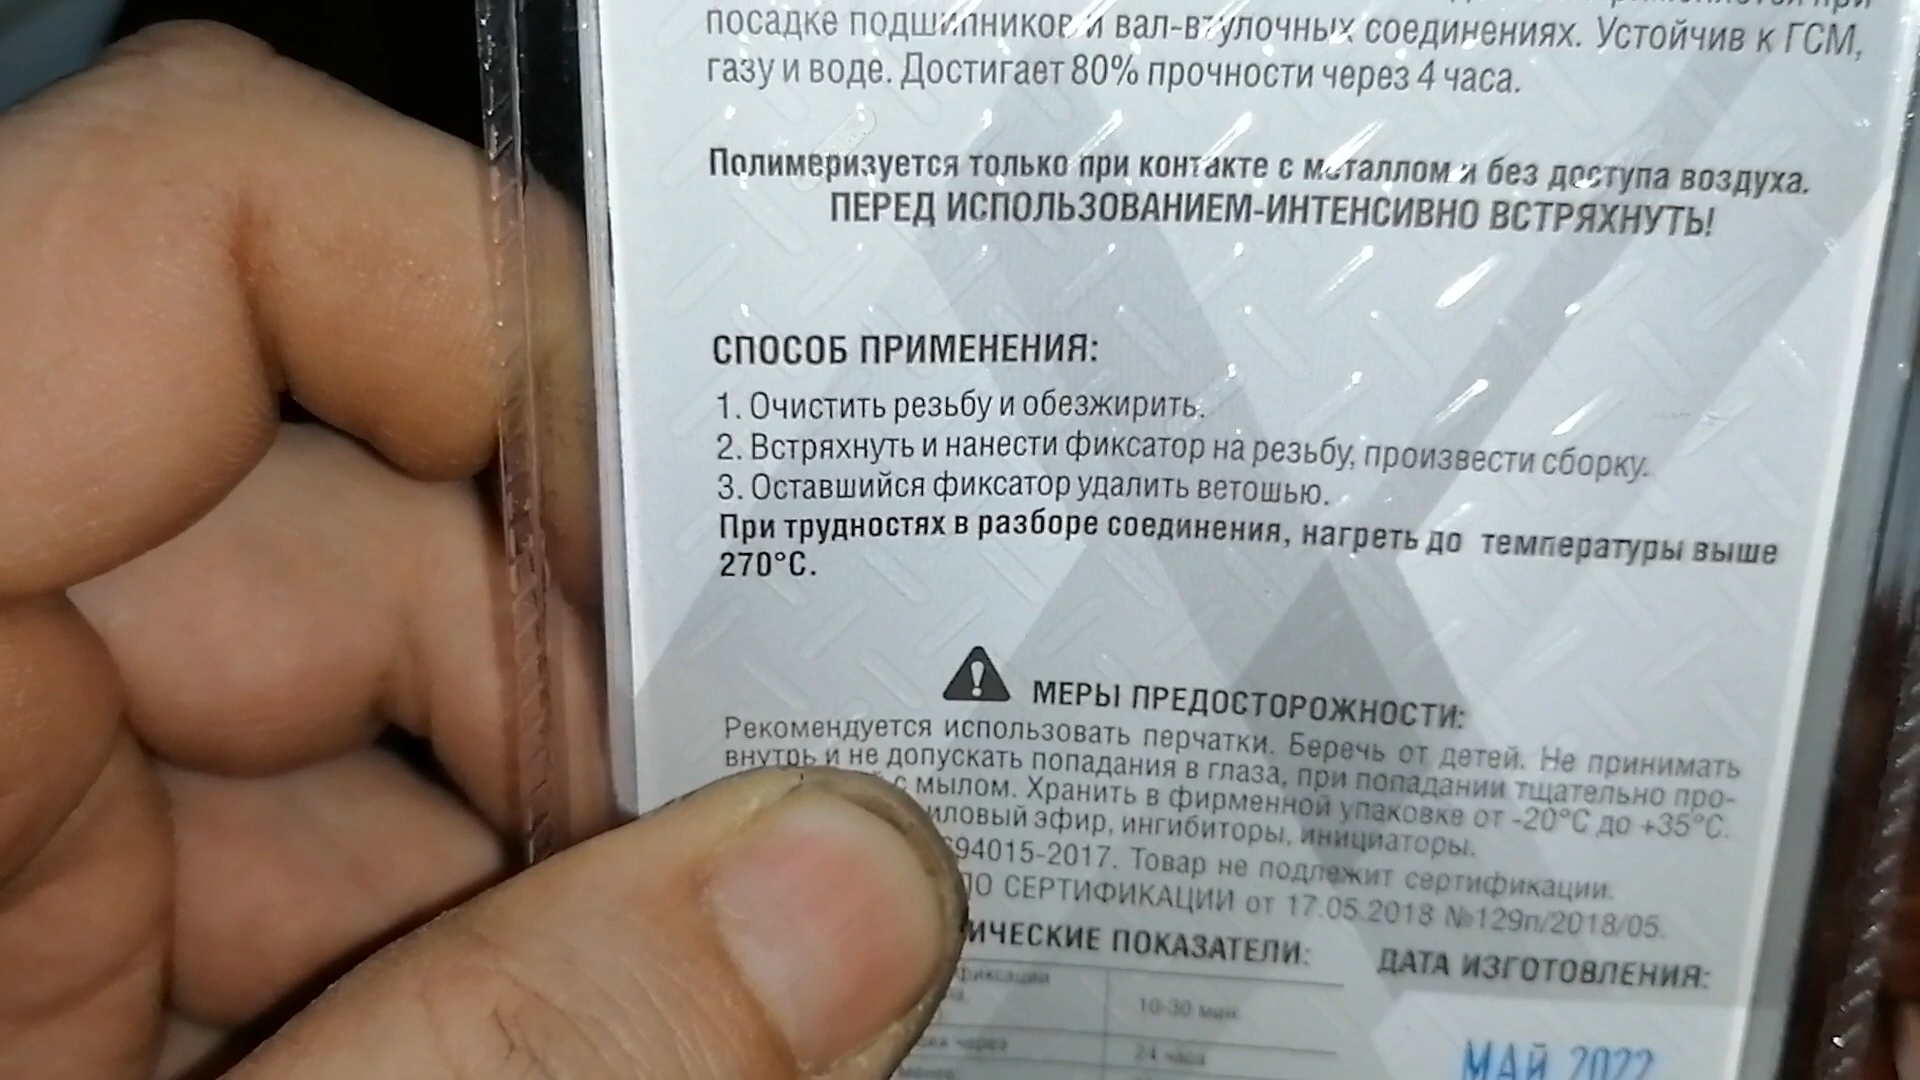 посадке подшипников и вал-втулочных соединениях. Устойчив к ГСМ,
газу и воде. Достигает 80% прочности через 4 часа.
Полимеризуется только при контакте с металлом и без доступа воздуха.
ПЕРЕД ИСПОЛЬЗОВАНИЕМ-ИНТЕНСИВНО ВСТРЯХНУТЬ!
СПОСОБ ПРИМЕНЕНИЯ:
1. Очистить резьбу и обезжирить.
2. Встряхнуть и нанести фиксатор на резьбу, произвести сборку.
3. Оставшийся фиксатор удалить ветошью.
При трудностях в разборе соединения, нагреть до температуры выше
270°С.
МЕРЫ ПРЕДОСТОРОЖНОСТИ:
Рекомендуется использовать перчатки. Беречь от детей. Не принимать
внутрь и не допускать попадания в глаза, при попадании тщательно про-
с мылом. Хранить в фирменной упаковке от -20°С до +35°С.
иловый эфир, ингибиторы, инициаторы.
94015-2017. Товар не подлежит сертификации.
ПО СЕРТИФИКАЦИИ от 17.05.2018 №129п/2018/05.
ИЧЕСКИЕ ПОКАЗАТЕЛИ:
ДАТА ИЗГОТОВЛЕНИЯ:
фиксации
10-30 мин.
через
24 часа
МАЙ 2022